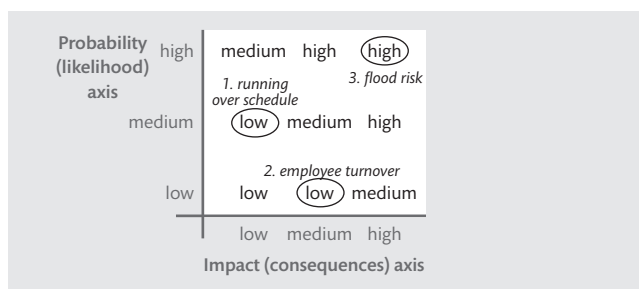 Probability
(likelihood)
axis
high medium high high
1. running
over schedule
3. flood risk
medium low medium high
2. employee turnover
low low low medium
low medium high
Impact (consequences) axis